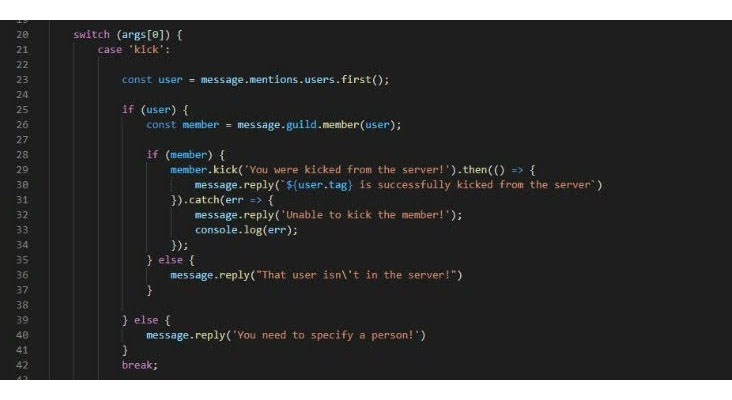 20 switch (args[0]) {
21 case 'kick':
22
23 const user = message.mentions.users.first();
24
25 if (user) {
26 const member = message.guild.member(user);
27
28 if (member) {
29 member.kick('You were kicked from the server!').then(() => {
30 message.reply(`${user.tag} is successfully kicked from the server`)
31 }).catch(err => {
32 message.reply('Unable to kick the member!');
33 console.log(err);
34 });
35 } else {
36 message.reply("That user isn\'t in the server!")
37 }
38
39 } else {
40 message.reply('You need to specify a person!')
41 }
42 break;